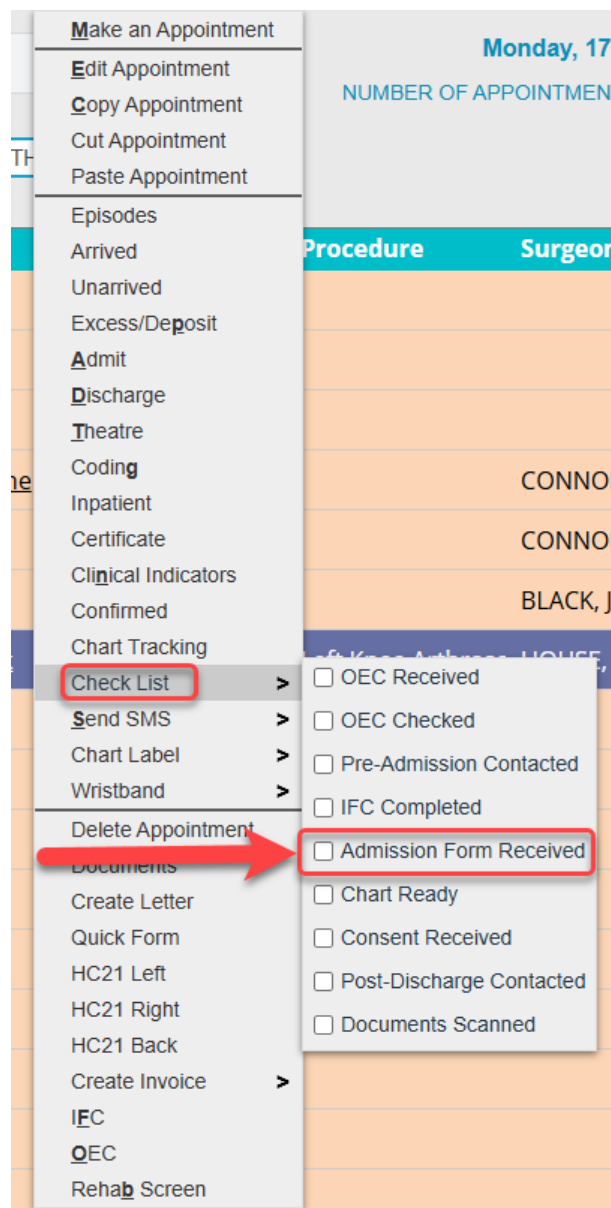 Make an Appointment
Edit Appointment
Copy Appointment
Cut Appointment
Paste Appointment
Episodes
Arrived
Unarrived
Excess/Deposit
Admit
Discharge
Theatre
Coding
Inpatient
Certificate
Clinical Indicators
Confirmed
Chart Tracking
Check List >
Send SMS >
Chart Label >
Wristband >
Delete Appointment
Documents
Create Letter
Quick Form
HC21 Left
HC21 Right
HC21 Back
Create Invoice >
IFC
OEC
Rehab Screen
OEC Received
OEC Checked
Pre-Admission Contacted
IFC Completed
Admission Form Received
Chart Ready
Consent Received
Post-Discharge Contacted
Documents Scanned
Monday, 17
NUMBER OF APPOINTMEN
TH
Procedure Surgeon
ne CONNO
CONNO
BLACK, J
Left Knee HOUSE,